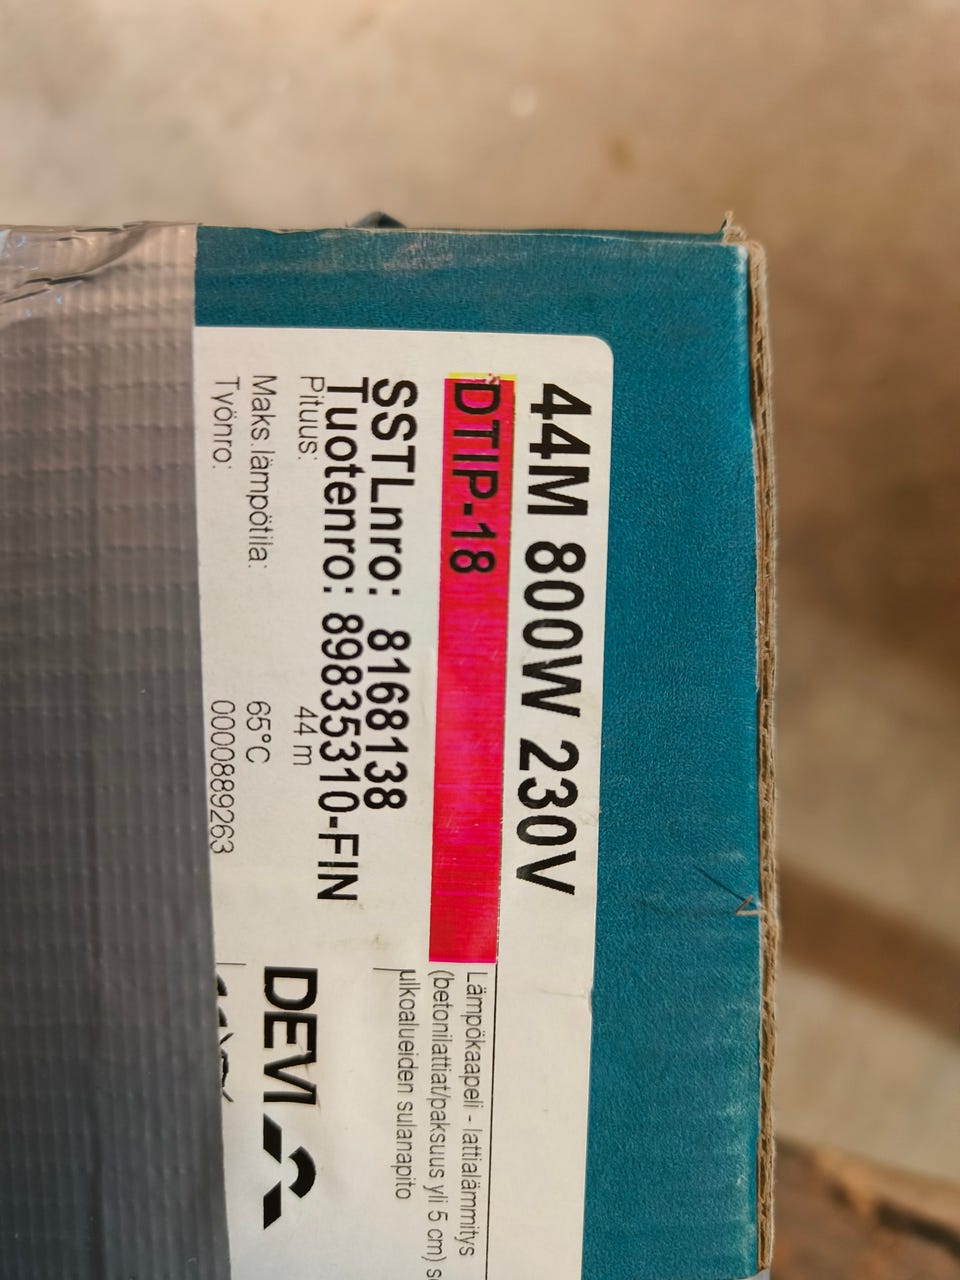 44M 800W 230V
DTIP-18
SSTLnro: 8168138
Tuotenro: 89835310-FIN
Pituus: 44 m
Maks.lämpötila: 65°C
Työnro: 0000889263
Lämpökaapeli - lattialämmitys
(betonilattiat/paksuus yli 5 cm)
ulkoalueiden sulanapito
DEVI